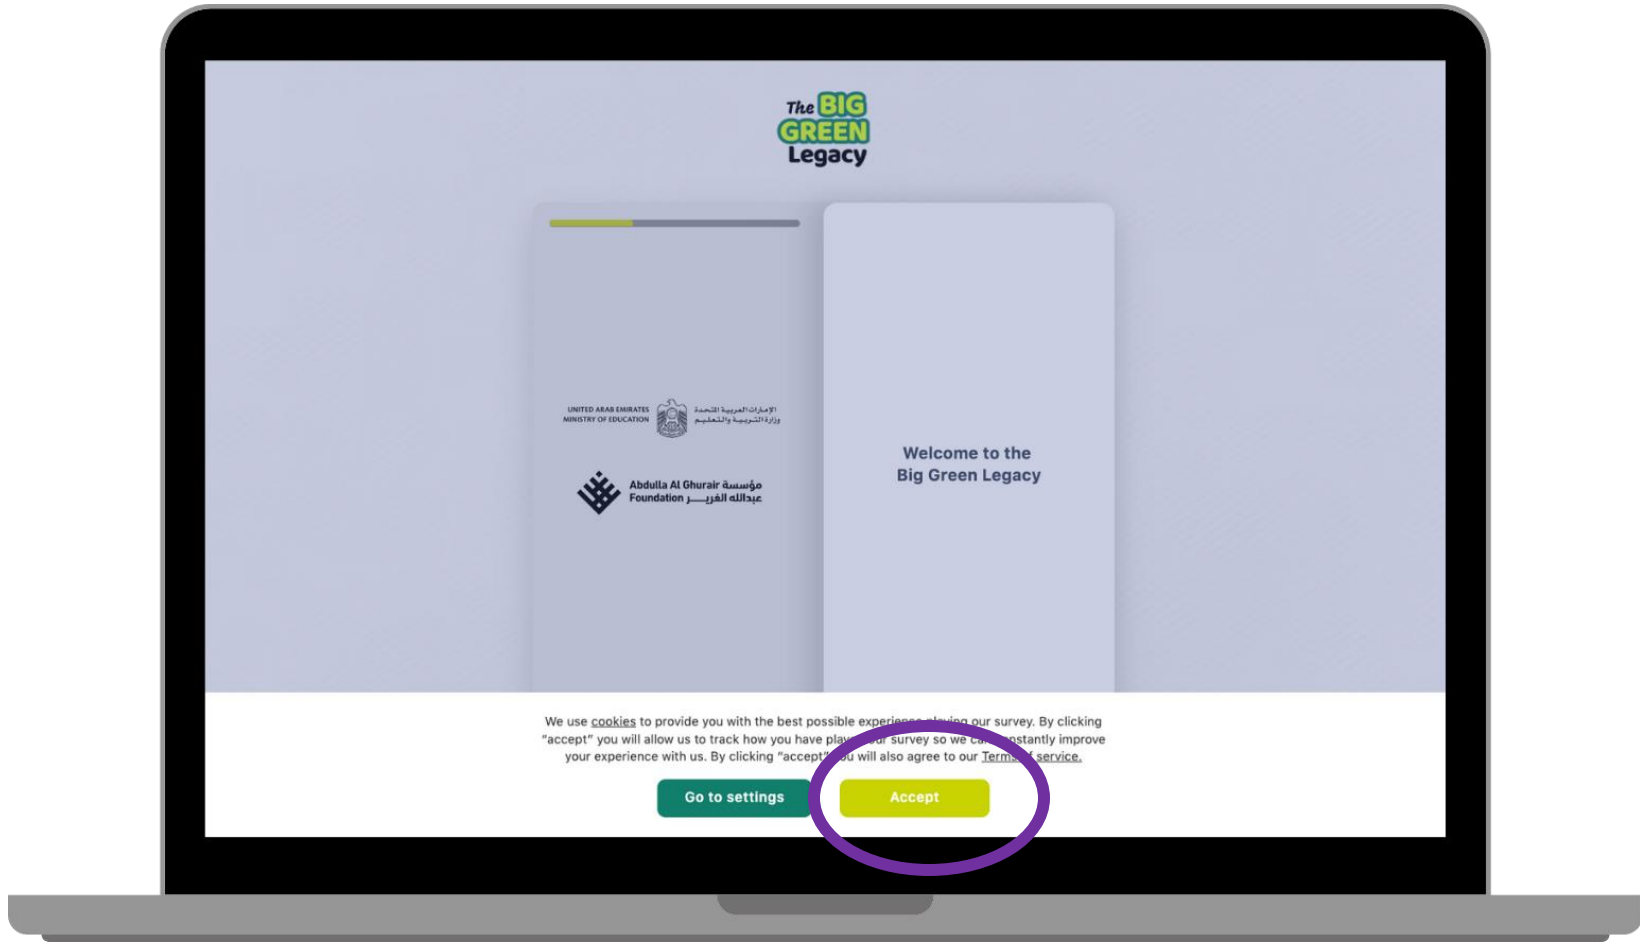 The BIG
GREEN
Legacy
UNITED ARAB EMIRATES
MINISTRY OF EDUCATION
الإمارات العربية المتحدة
وزارة التربية والتعليم
Abdulla Al Ghurair مؤسسة
Foundation عبدالله الغرير
Welcome to the
Big Green Legacy
We use cookies to provide you with the best possible experience playing our survey. By clicking
"accept" you will allow us to track how you have played our survey so we can constantly improve
your experience with us. By clicking "accept" you will also agree to our Terms of service.
Go to settings
Accept